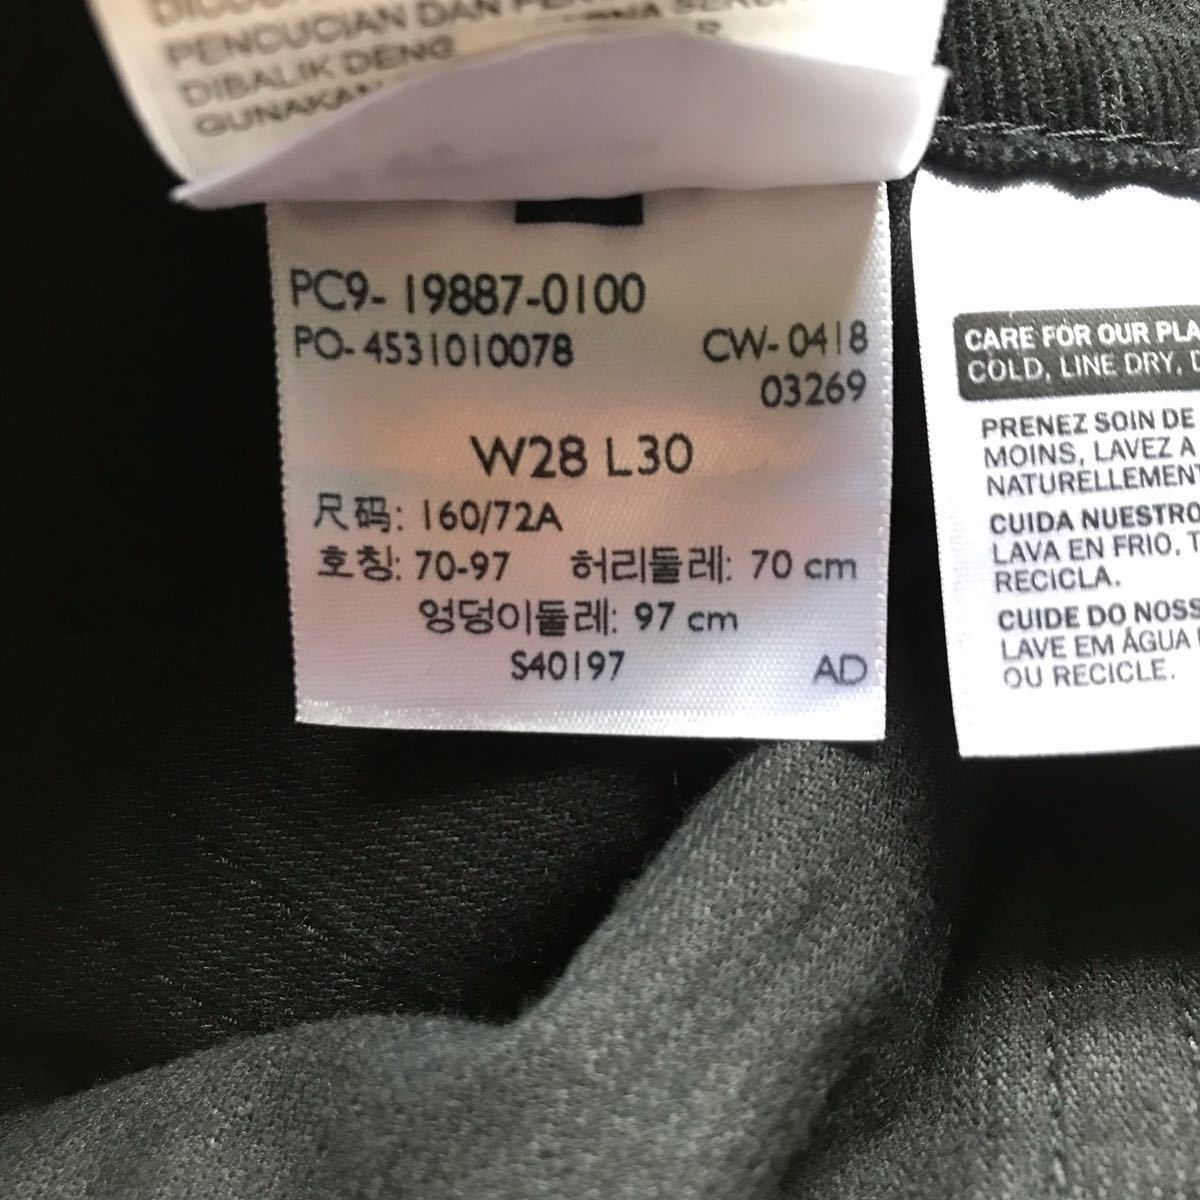 PENCUCIAN DAN
DIBALIK DENG
GUNAKAN
PC9- 19887-0100
PO- 4531010078
CW- 0418
03269
W28 L30
尺码: 160/72A
호칭: 70-97 허리둘레: 70 cm
엉덩이둘레: 97 cm
S40197
AD
CARE FOR OUR PLA
COLD, LINE DRY, D
PRENEZ SOIN DE
MOINS, LAVEZ A
NATURELLEMENT
CUIDA NUESTRO
LAVA EN FRIO, T
RECICLA.
CUIDE DO NOSS
LAVE EM ÁGUA
OU RECICLE.